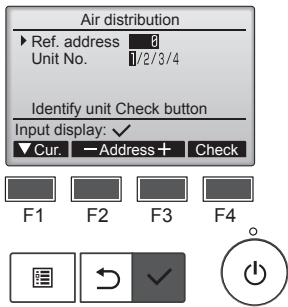 Air distribution
Ref. address 0
Unit No. 1/2/3/4
Identify unit Check button
Input display: ✓
▼Cur. －Address＋ Check
F1 F2 F3 F4